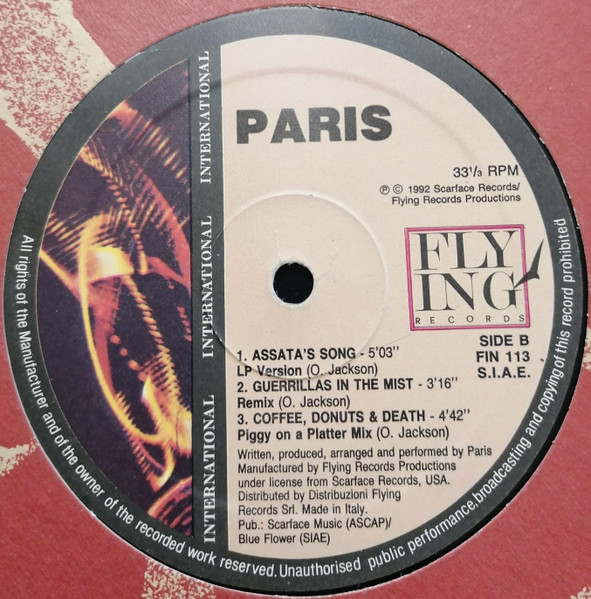 PARIS
33⅓ RPM
℗ © 1992 Scarface Records/
Flying Records Productions
FLY
ING
RECORDS
SIDE B
FIN 113
S.I.A.E.
1. ASSATA'S SONG - 5'03''
LP Version (O. Jackson)
2. GUERRILLAS IN THE MIST - 3'16''
Remix (O. Jackson)
3. COFFEE, DONUTS & DEATH - 4'42''
Piggy on a Platter Mix (O. Jackson)
Written, produced, arranged and performed by Paris
Manufactured by Flying Records Productions
under license from Scarface Records, USA.
Distributed by Distribuzioni Flying
Records Srl. Made in Italy.
Pub.: Scarface Music (ASCAP)/
Blue Flower (SIAE)
INTERNATIONAL
INTERNATIONAL
INTERNATIONAL
All rights of the Manufacturer and of the owner of the recorded work reserved. Unauthorised public performance, broadcasting and copying of this record prohibited